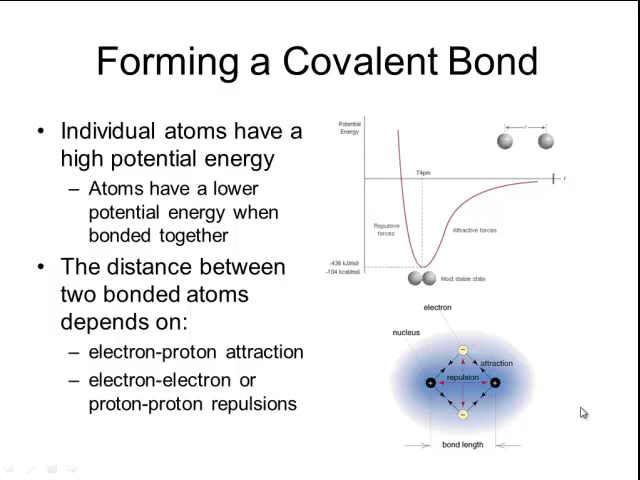 Forming a Covalent Bond
• Individual atoms have a
high potential energy
– Atoms have a lower
potential energy when
bonded together
• The distance between
two bonded atoms
depends on:
– electron-proton attraction
– electron-electron or
proton-proton repulsions
Potential
Energy
r
74pm
r
Repulsive
forces
Attractive forces
-436 kJ/mol
-104 kcal/mol
Most stable state
electron
nucleus
−
attraction
repulsion
+
+
−
bond length